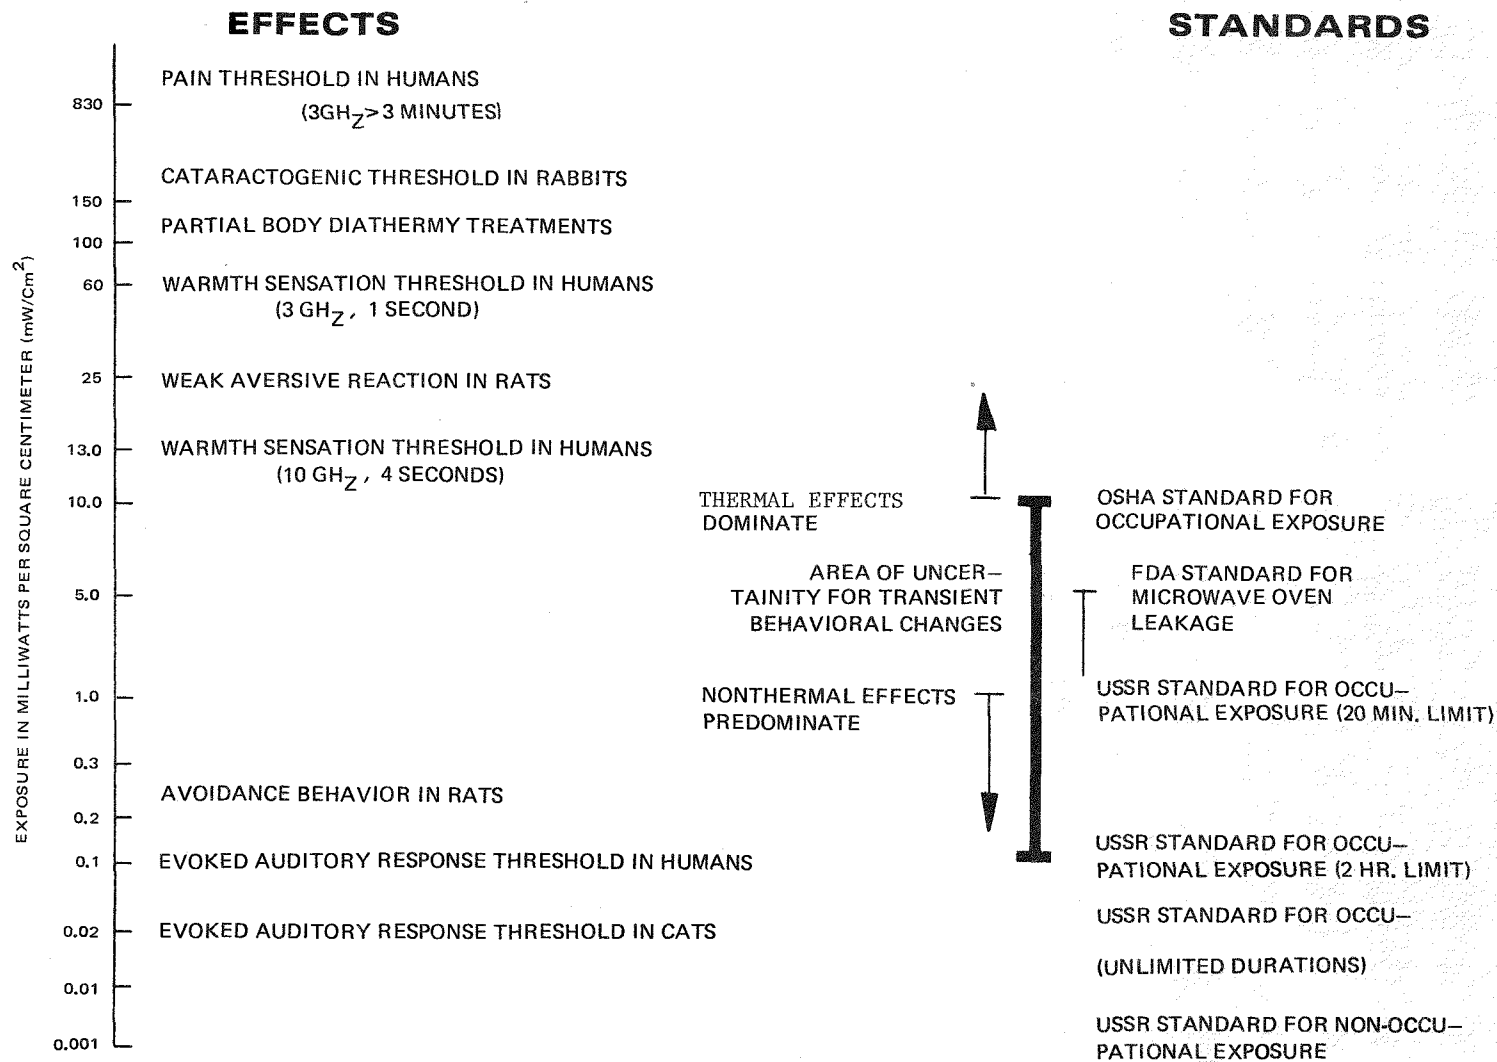 EFFECTS
STANDARDS
EXPOSURE IN MILLIWATTS PER SQUARE CENTIMETER (mW/Cm²)
830
150
100
60
25
13.0
10.0
5.0
1.0
0.3
0.2
0.1
0.02
0.01
0.001
PAIN THRESHOLD IN HUMANS
(3GHZ>3 MINUTES)
CATARACTOGENIC THRESHOLD IN RABBITS
PARTIAL BODY DIATHERMY TREATMENTS
WARMTH SENSATION THRESHOLD IN HUMANS
(3 GHZ, 1 SECOND)
WEAK AVERSIVE REACTION IN RATS
WARMTH SENSATION THRESHOLD IN HUMANS
(10 GHZ, 4 SECONDS)
AVOIDANCE BEHAVIOR IN RATS
EVOKED AUDITORY RESPONSE THRESHOLD IN HUMANS
EVOKED AUDITORY RESPONSE THRESHOLD IN CATS
THERMAL EFFECTS
DOMINATE
AREA OF UNCER–
TAINITY FOR TRANSIENT
BEHAVIORAL CHANGES
NONTHERMAL EFFECTS
PREDOMINATE
OSHA STANDARD FOR
OCCUPATIONAL EXPOSURE
FDA STANDARD FOR
MICROWAVE OVEN
LEAKAGE
USSR STANDARD FOR OCCU–
PATIONAL EXPOSURE (20 MIN. LIMIT)
USSR STANDARD FOR OCCU–
PATIONAL EXPOSURE (2 HR. LIMIT)
USSR STANDARD FOR OCCU–
(UNLIMITED DURATIONS)
USSR STANDARD FOR NON-OCCU–
PATIONAL EXPOSURE